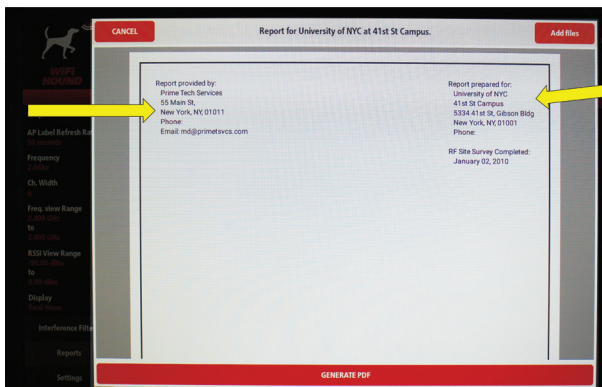 CANCEL
Report for University of NYC at 41st St Campus.
Add files
WIFI
HOUND
Report provided by:
Prime Tech Services
55 Main St,
New York, NY, 01011
Phone:
Email: md@primetsvcs.com
Report prepared for:
University of NYC
41st St Campus
5334 41st St, Gibson Bldg
New York, NY, 01001
Phone:
RF Site Survey Completed:
January 02, 2010
AP Label Refresh Ra
Frequency
Ch. Width
Freq. view Range
to
RSSI View Range
to
Display
Interference Filte
Reports
Settings
GENERATE PDF